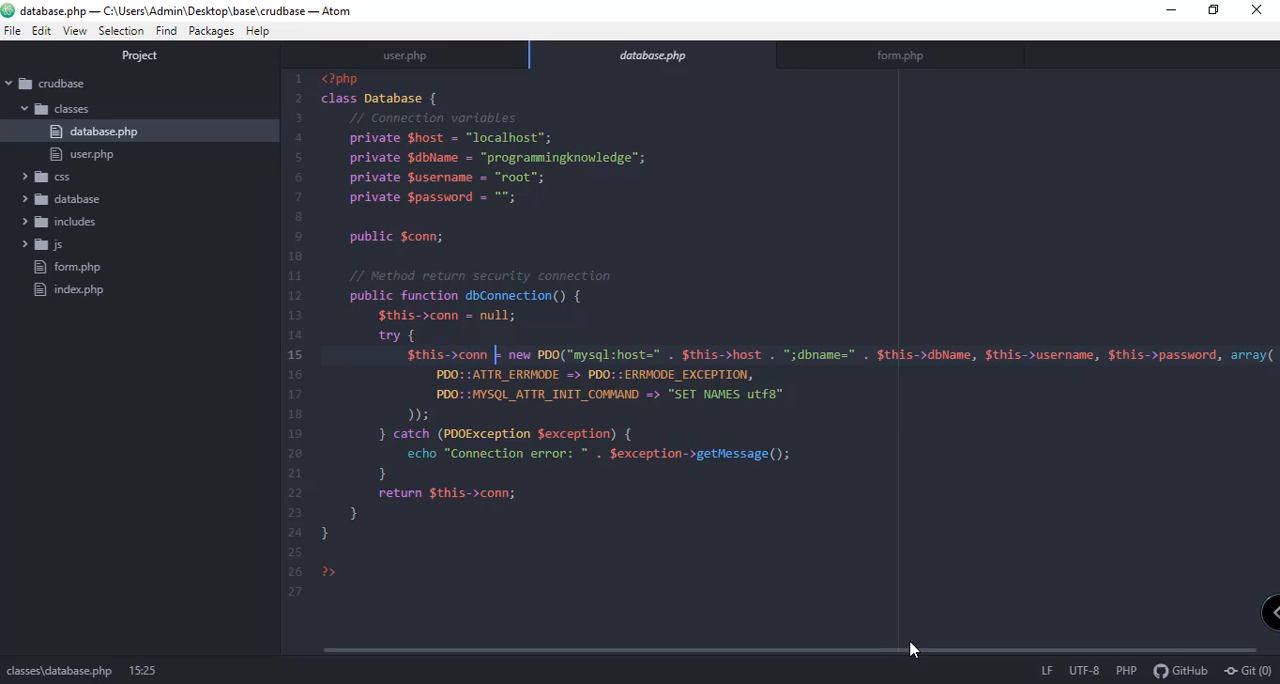 database.php — C:\Users\Admin\Desktop\base\crudbase — Atom
File Edit View Selection Find Packages Help
Project
user.php
database.php
form.php
crudbase
classes
database.php
user.php
css
database
includes
js
form.php
index.php
1 <?php
2 class Database {
3 // Connection variables
4 private $host = "localhost";
5 private $dbName = "programmingknowledge";
6 private $username = "root";
7 private $password = "";
8
9 public $conn;
10
11 // Method return security connection
12 public function dbConnection() {
13 $this->conn = null;
14 try {
15 $this->conn = new PDO("mysql:host=" . $this->host . ";dbname=" . $this->dbName, $this->username, $this->password, array(
16 PDO::ATTR_ERRMODE => PDO::ERRMODE_EXCEPTION,
17 PDO::MYSQL_ATTR_INIT_COMMAND => "SET NAMES utf8"
18 ));
19 } catch (PDOException $exception) {
20 echo "Connection error: " . $exception->getMessage();
21 }
22 return $this->conn;
23 }
24 }
25
26 ?>
27
classes\database.php 15:25
LF UTF-8 PHP GitHub Git (0)